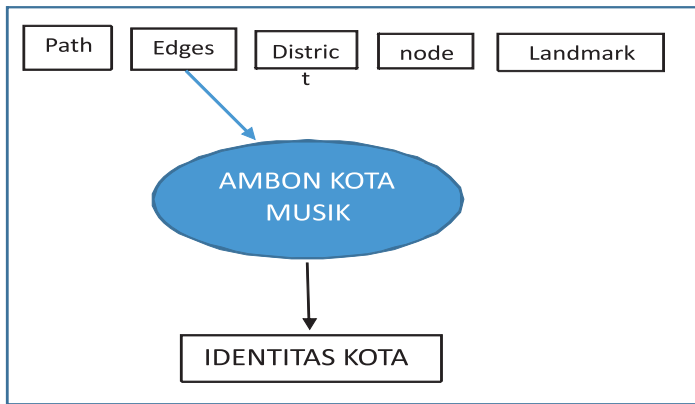 Path
Edges
Distric
t
node
Landmark
AMBON KOTA
MUSIK
IDENTITAS KOTA